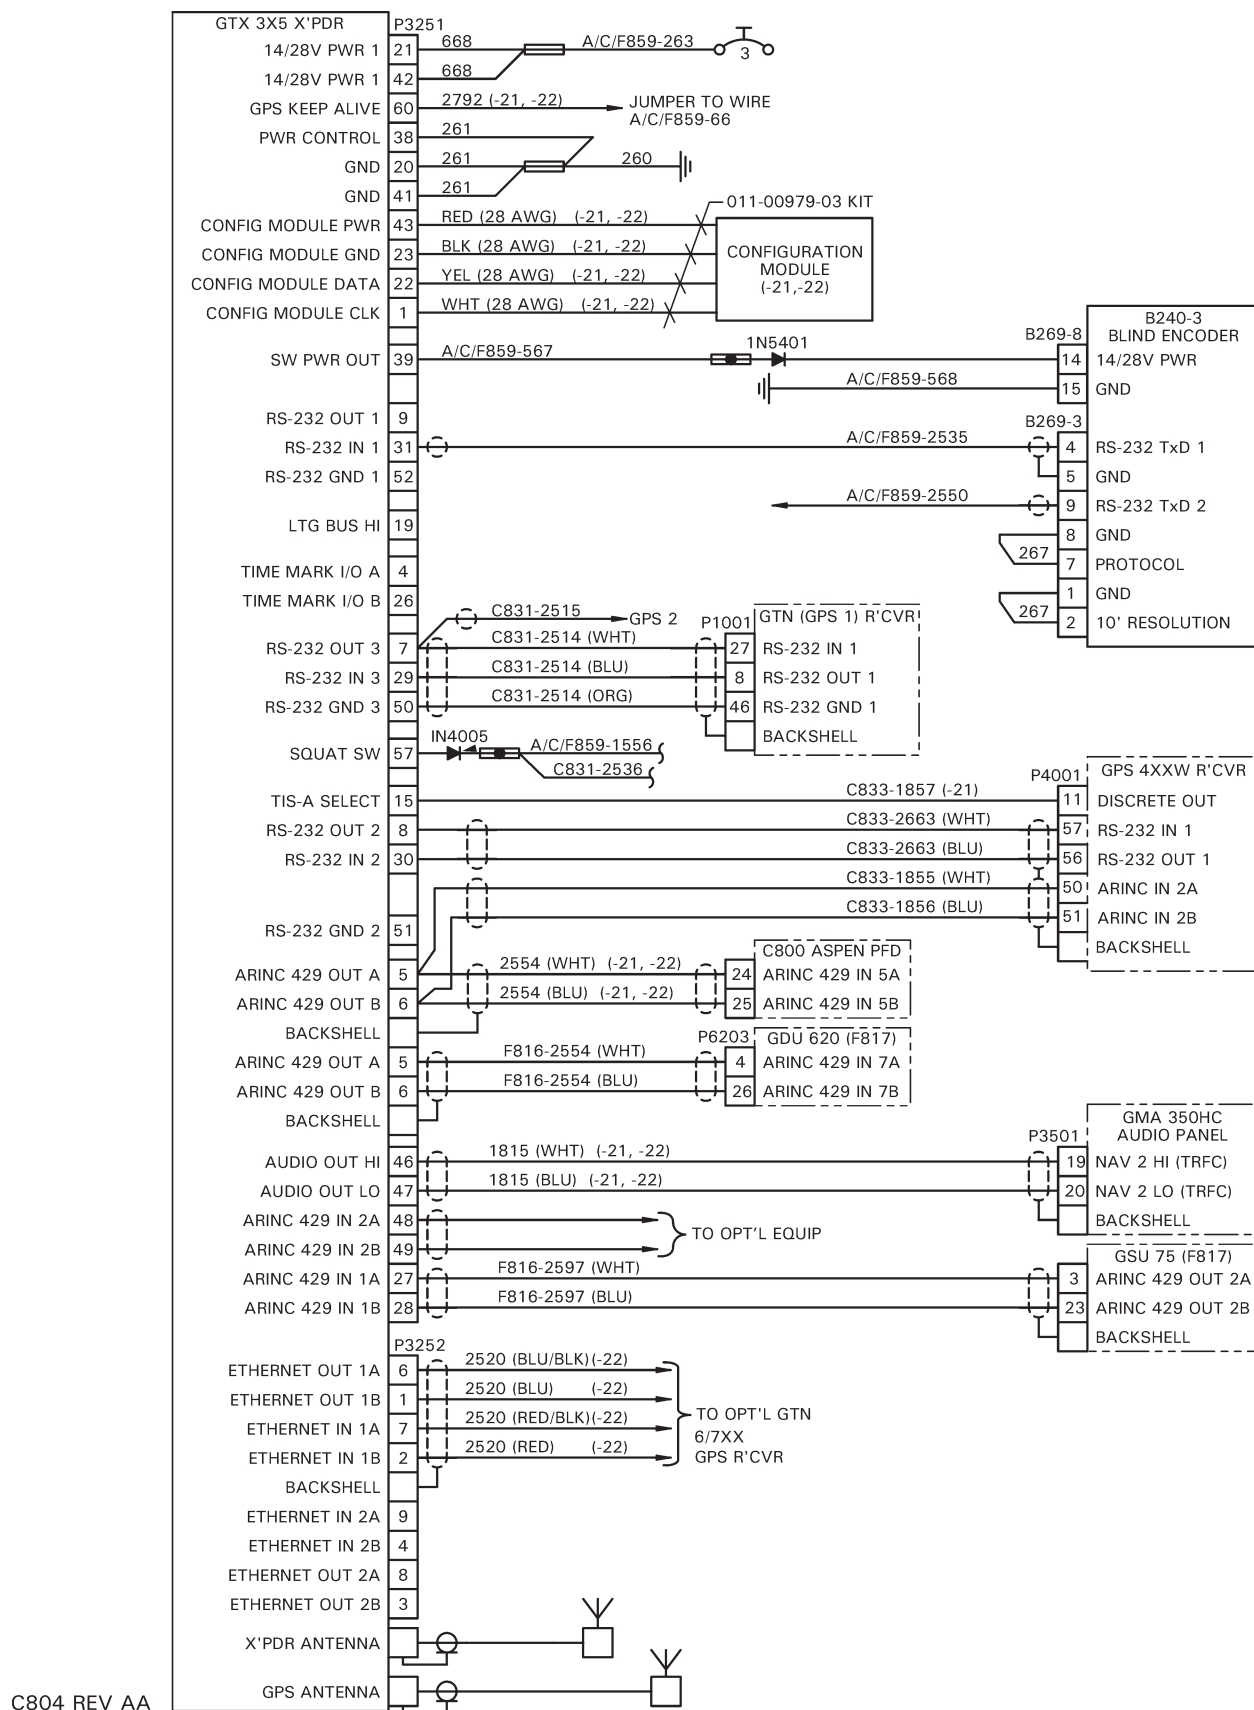 GTX 3X5 X'PDR P3251
14/28V PWR 1 21 668 A/C/F859-263 3
14/28V PWR 1 42 668
GPS KEEP ALIVE 60 2792 (-21, -22) JUMPER TO WIRE
A/C/F859-66
PWR CONTROL 38 261
GND 20 261 260
GND 41 261
011-00979-03 KIT
CONFIG MODULE PWR 43 RED (28 AWG) (-21, -22)
CONFIG MODULE GND 23 BLK (28 AWG) (-21, -22) CONFIGURATION
MODULE
CONFIG MODULE DATA 22 YEL (28 AWG) (-21, -22) (-21,-22)
CONFIG MODULE CLK 1 WHT (28 AWG) (-21, -22)
B240-3
B269-8 BLIND ENCODER
SW PWR OUT 39 A/C/F859-567 1N5401 14 14/28V PWR
A/C/F859-568 15 GND
RS-232 OUT 1 9 B269-3
RS-232 IN 1 31 A/C/F859-2535 4 RS-232 TxD 1
RS-232 GND 1 52 5 GND
A/C/F859-2550 9 RS-232 TxD 2
LTG BUS HI 19 8 GND
TIME MARK I/O A 4 267 7 PROTOCOL
TIME MARK I/O B 26 1 GND
C831-2515 GPS 2 P1001 GTN (GPS 1) R'CVR 267 2 10' RESOLUTION
RS-232 OUT 3 7 C831-2514 (WHT) 27 RS-232 IN 1
RS-232 IN 3 29 C831-2514 (BLU) 8 RS-232 OUT 1
RS-232 GND 3 50 C831-2514 (ORG) 46 RS-232 GND 1
BACKSHELL
SQUAT SW 57 IN4005 A/C/F859-1556
C831-2536
P4001 GPS 4XXW R'CVR
TIS-A SELECT 15 C833-1857 (-21) 11 DISCRETE OUT
RS-232 OUT 2 8 C833-2663 (WHT) 57 RS-232 IN 1
RS-232 IN 2 30 C833-2663 (BLU) 56 RS-232 OUT 1
C833-1855 (WHT) 50 ARINC IN 2A
C833-1856 (BLU) 51 ARINC IN 2B
RS-232 GND 2 51 BACKSHELL
C800 ASPEN PFD
ARINC 429 OUT A 5 2554 (WHT) (-21, -22) 24 ARINC 429 IN 5A
ARINC 429 OUT B 6 2554 (BLU) (-21, -22) 25 ARINC 429 IN 5B
BACKSHELL P6203 GDU 620 (F817)
ARINC 429 OUT A 5 F816-2554 (WHT) 4 ARINC 429 IN 7A
ARINC 429 OUT B 6 F816-2554 (BLU) 26 ARINC 429 IN 7B
BACKSHELL
GMA 350HC
P3501 AUDIO PANEL
AUDIO OUT HI 46 1815 (WHT) (-21, -22) 19 NAV 2 HI (TRFC)
AUDIO OUT LO 47 1815 (BLU) (-21, -22) 20 NAV 2 LO (TRFC)
ARINC 429 IN 2A 48 BACKSHELL
TO OPT'L EQUIP
ARINC 429 IN 2B 49 GSU 75 (F817)
ARINC 429 IN 1A 27 F816-2597 (WHT) 3 ARINC 429 OUT 2A
ARINC 429 IN 1B 28 F816-2597 (BLU) 23 ARINC 429 OUT 2B
BACKSHELL
P3252
ETHERNET OUT 1A 6 2520 (BLU/BLK)(-22)
ETHERNET OUT 1B 1 2520 (BLU) (-22)
TO OPT'L GTN
ETHERNET IN 1A 7 2520 (RED/BLK)(-22) 6/7XX
ETHERNET IN 1B 2 2520 (RED) (-22) GPS R'CVR
BACKSHELL
ETHERNET IN 2A 9
ETHERNET IN 2B 4
ETHERNET OUT 2A 8
ETHERNET OUT 2B 3
X'PDR ANTENNA
GPS ANTENNA
C804 REV AA